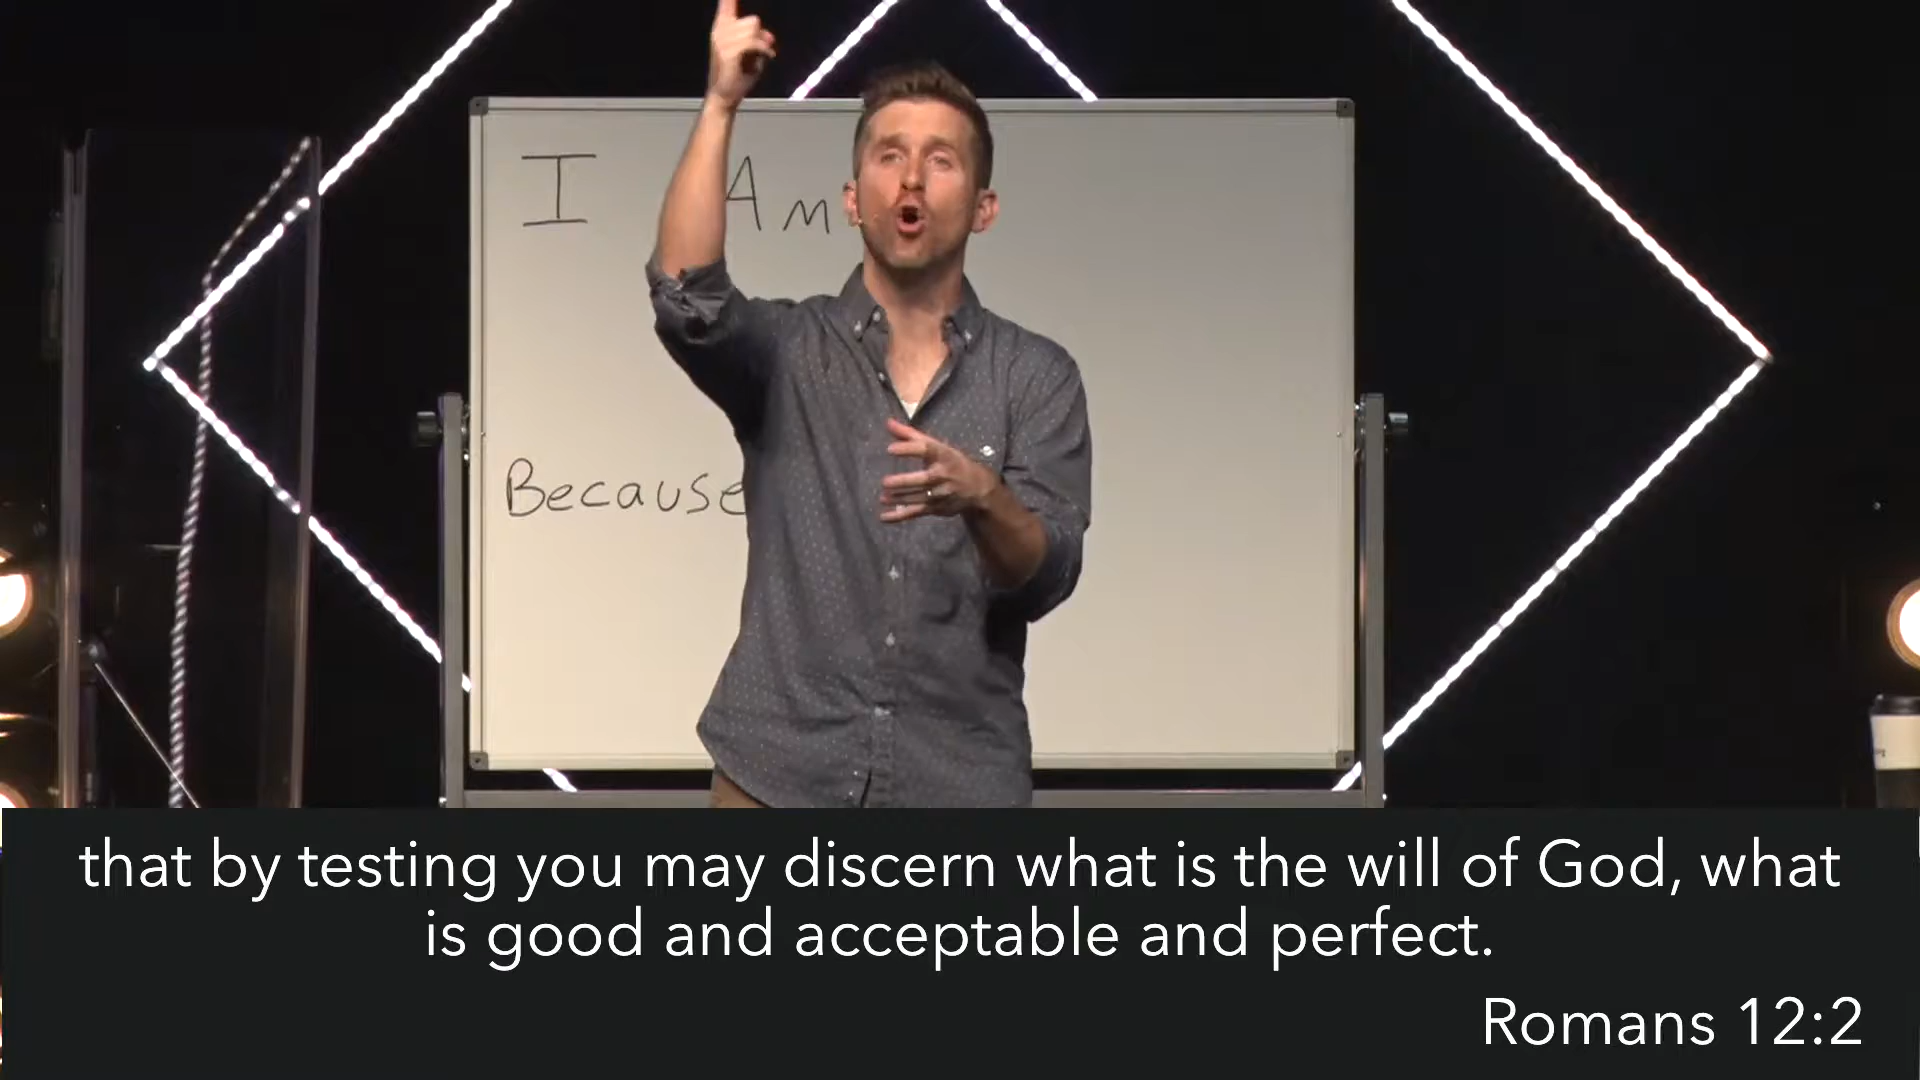 I Am
Because
that by testing you may discern what is the will of God, what
is good and acceptable and perfect.
Romans 12:2